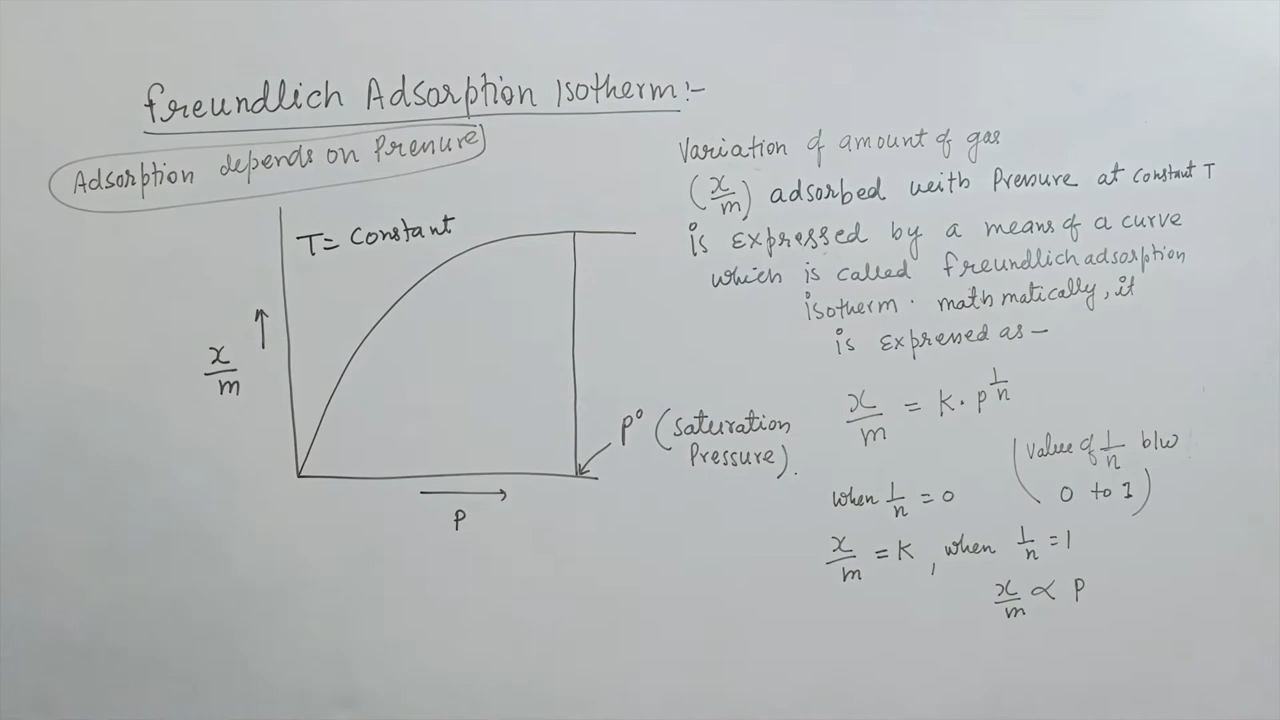 Freundlich Adsorption Isotherm:-
Adsorption depends on Pressure
T = Constant
x/m
P
P° (Saturation
Pressure).
Variation of amount of gas
(x/m) adsorbed with Pressure at constant T
is expressed by a means of a curve
which is called freundlich adsorption
isotherm. mathmatically, it
is expressed as –
x/m = K. P^1/n
(Value of 1/n b/w
0 to 1)
when 1/n = 0
x/m = K, when 1/n = 1
x/m ∝ P